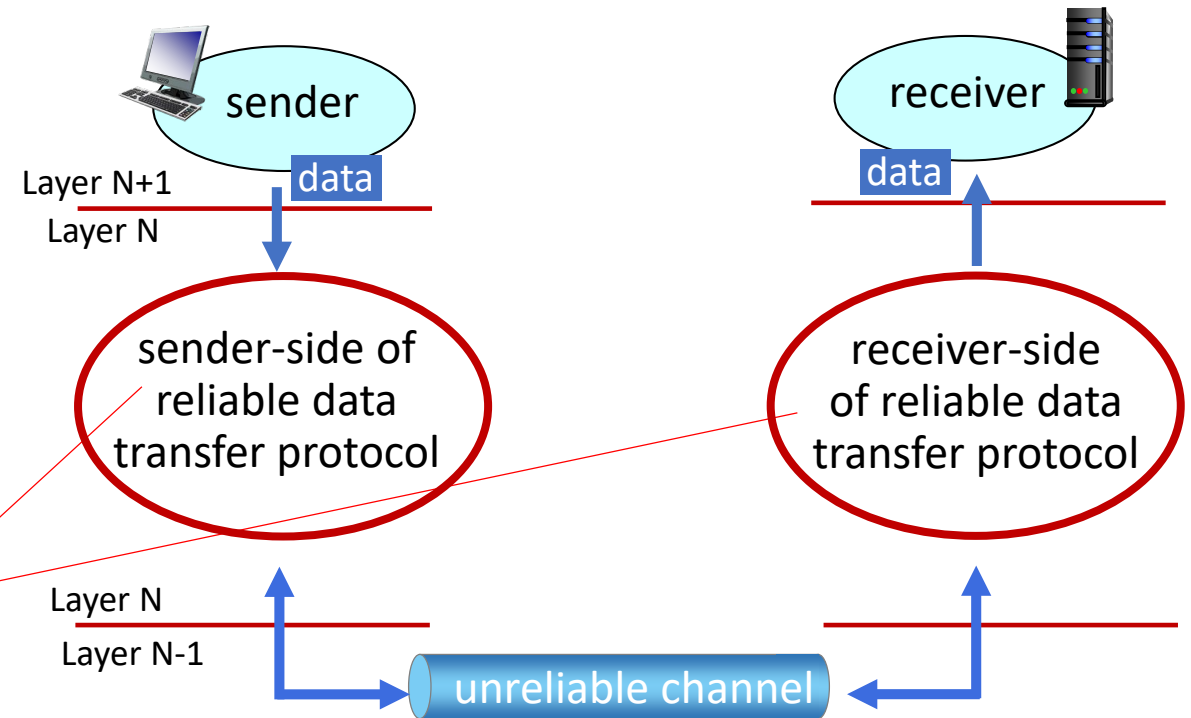 sender
receiver
data
data
Layer N+1
Layer N
sender-side of
reliable data
transfer protocol
receiver-side
of reliable data
transfer protocol
Layer N
Layer N-1
unreliable channel